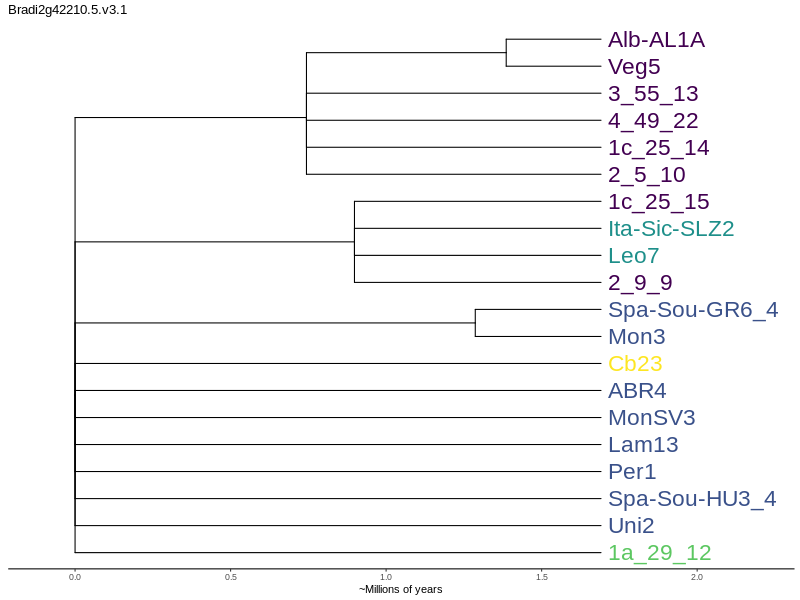 Bradi2g42210.5.v3.1
Alb-AL1A
Veg5
3_55_13
4_49_22
1c_25_14
2_5_10
1c_25_15
Ita-Sic-SLZ2
Leo7
2_9_9
Spa-Sou-GR6_4
Mon3
Cb23
ABR4
MonSV3
Lam13
Per1
Spa-Sou-HU3_4
Uni2
1a_29_12
0.0 0.5 1.0 1.5 2.0
~Millions of years